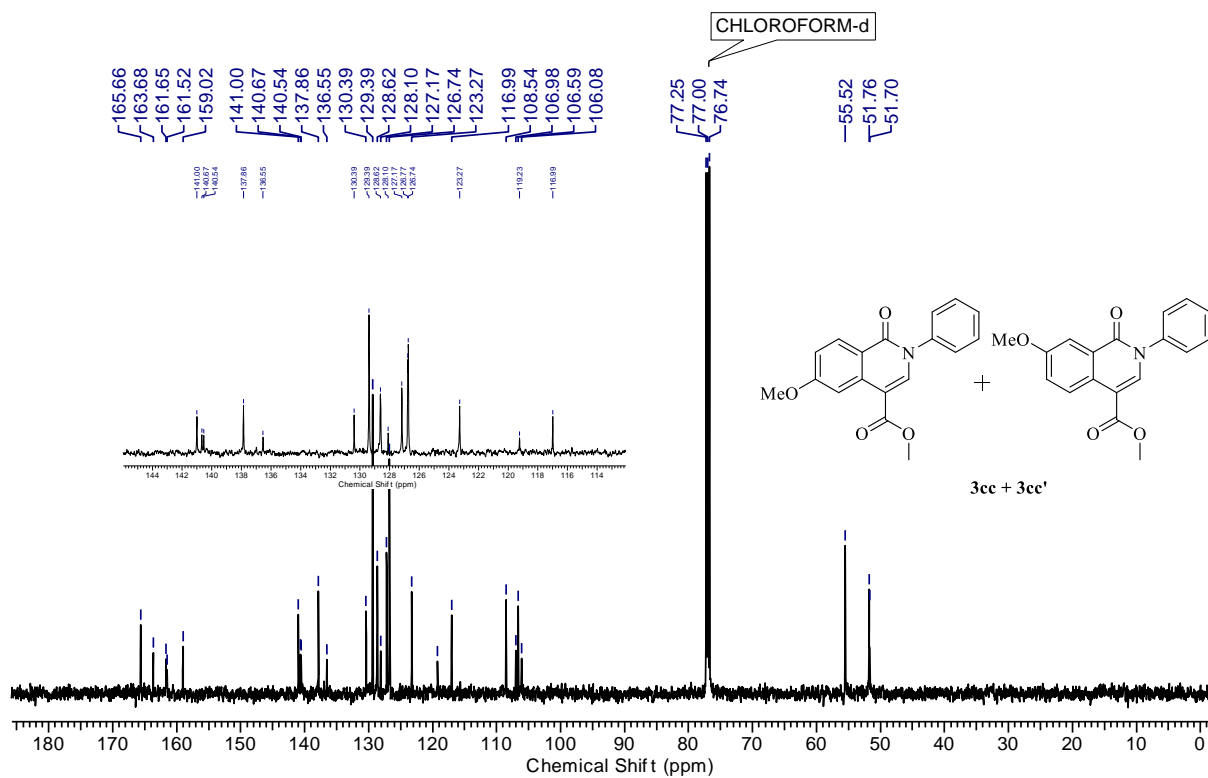 CHLOROFORM-d
165.66
163.68
161.65
161.52
159.02
141.00
140.67
140.54
137.86
136.55
130.39
129.39
128.62
128.10
127.17
126.74
123.27
116.99
108.54
106.98
106.59
106.08
77.25
77.00
76.74
55.52
51.76
51.70
141.00
140.67
140.54
137.86
136.55
130.39
129.39
128.62
128.10
127.17
126.77
126.74
123.27
119.23
116.99
144 142 140 138 136 134 132 130 128 126 124 122 120 118 116 114
Chemical Shift (ppm)
O
N
MeO
O
O
+
O
MeO
N
O
O
3cc + 3cc'
180 170 160 150 140 130 120 110 100 90 80 70 60 50 40 30 20 10 0
Chemical Shift (ppm)